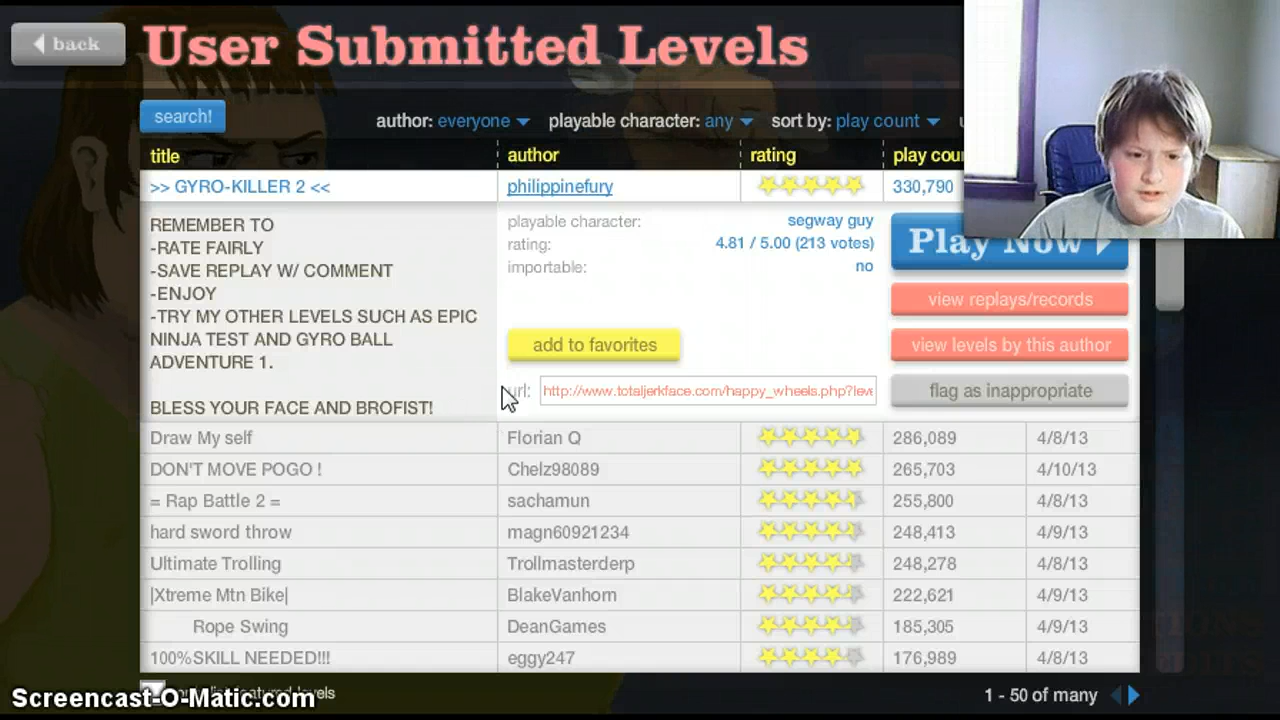 back
User Submitted Levels
search!
author: everyone
playable character: any
sort by: play count
title author rating play cou
>> GYRO-KILLER 2 << philippinefury 330,790
REMEMBER TO
-RATE FAIRLY
-SAVE REPLAY W/ COMMENT
-ENJOY
-TRY MY OTHER LEVELS SUCH AS EPIC
NINJA TEST AND GYRO BALL
ADVENTURE 1.
BLESS YOUR FACE AND BROFIST!
playable character: segway guy
rating: 4.81 / 5.00 (213 votes)
importable: no
add to favorites
url: http://www.totaljerkface.com/happy_wheels.php?leve
Play Now
view replays/records
view levels by this author
flag as inappropriate
Draw My self Florian Q 286,089 4/8/13
DON'T MOVE POGO ! Chelz98089 265,703 4/10/13
= Rap Battle 2 = sachamun 255,800 4/8/13
hard sword throw magn60921234 248,413 4/9/13
Ultimate Trolling Trollmasterderp 248,278 4/8/13
|Xtreme Mtn Bike| BlakeVanhorn 222,621 4/9/13
Rope Swing DeanGames 185,305 4/9/13
100%SKILL NEEDED!!! eggy247 176,989 4/8/13
featured levels
1 - 50 of many
Screencast-O-Matic.com